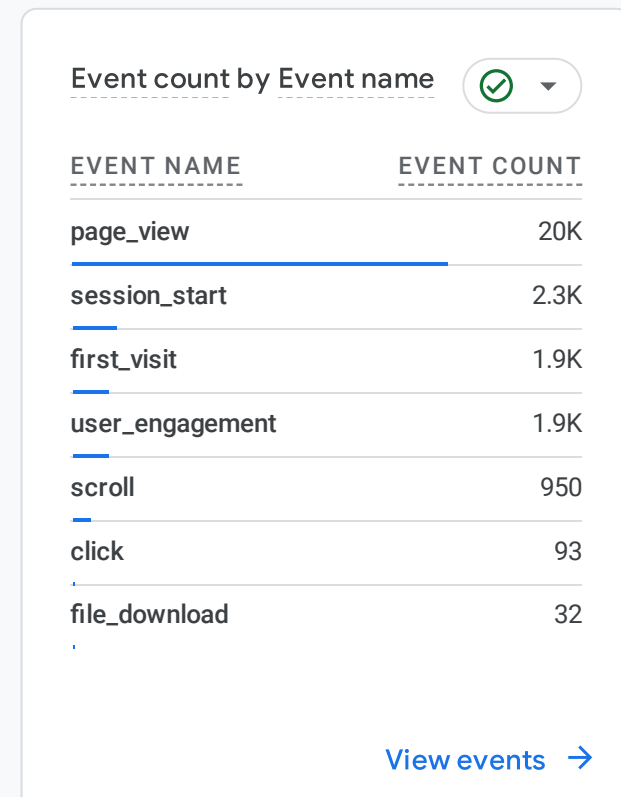 Event count by Event name
EVENT NAME EVENT COUNT
page_view 20K
session_start 2.3K
first_visit 1.9K
user_engagement 1.9K
scroll 950
click 93
file_download 32
View events